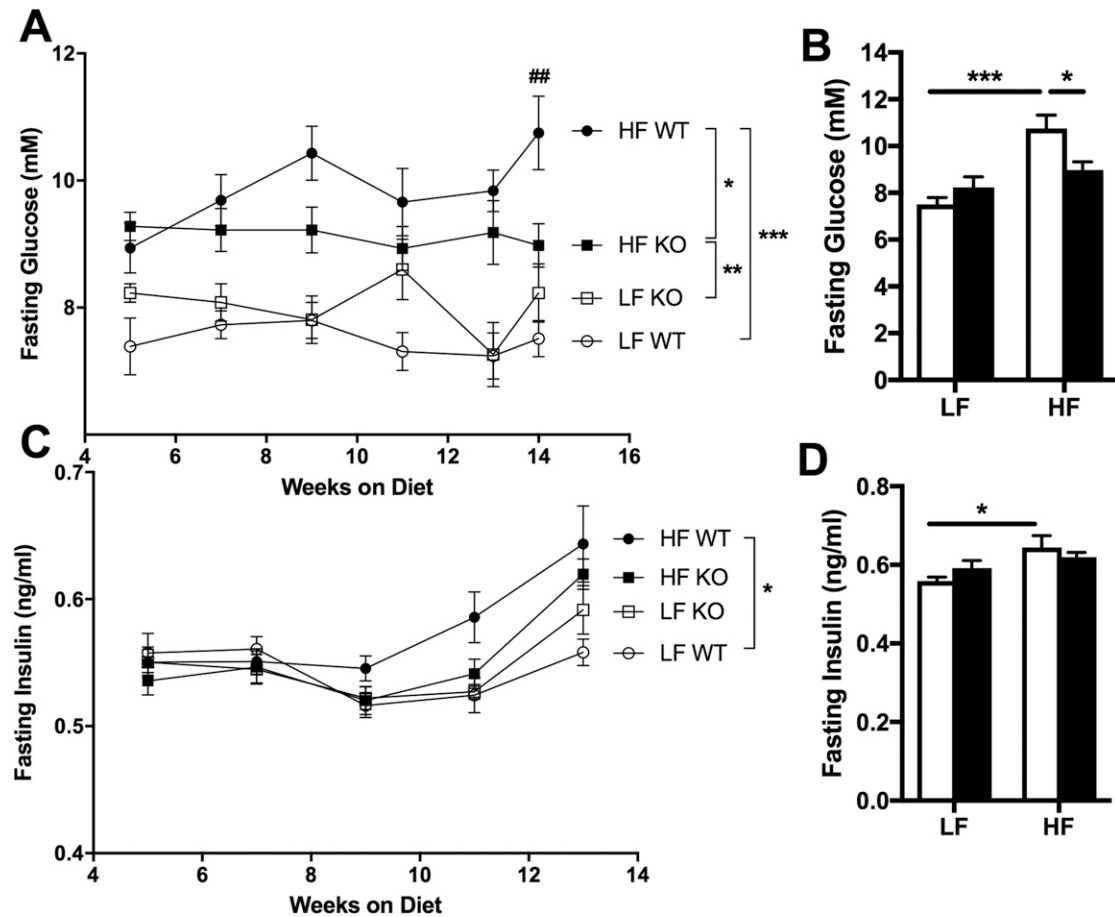 A
Fasting Glucose (mM)
12
10
8
##
HF WT
HF KO
LF KO
LF WT
*
**
***
4 6 8 10 12 14 16
Weeks on Diet
B
Fasting Glucose (mM)
14
12
10
8
6
4
2
0
*** *
LF HF
C
Fasting Insulin (ng/ml)
0.7
0.6
0.5
0.4
HF WT
HF KO
LF KO
LF WT
*
4 6 8 10 12 14
Weeks on Diet
D
Fasting Insulin (ng/ml)
0.8
0.6
0.4
0.2
0.0
*
LF HF